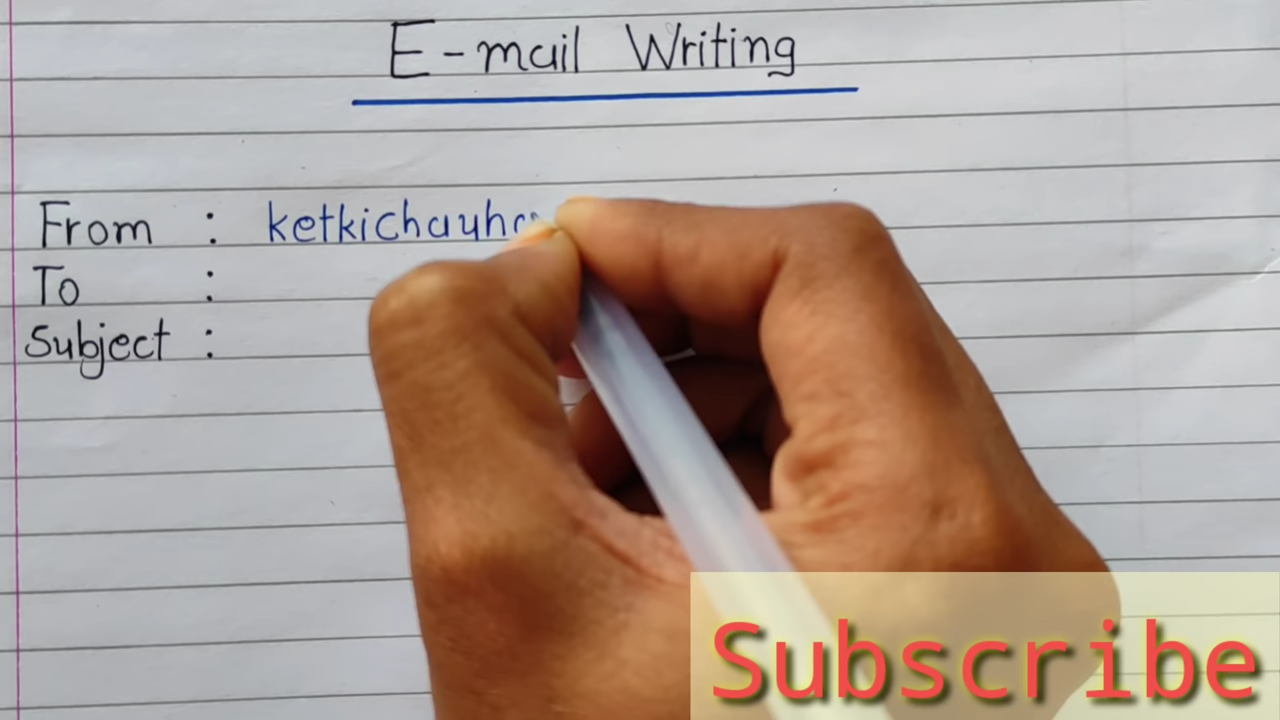 E-mail Writing
From : ketkichauha
To :
Subject :
Subscribe